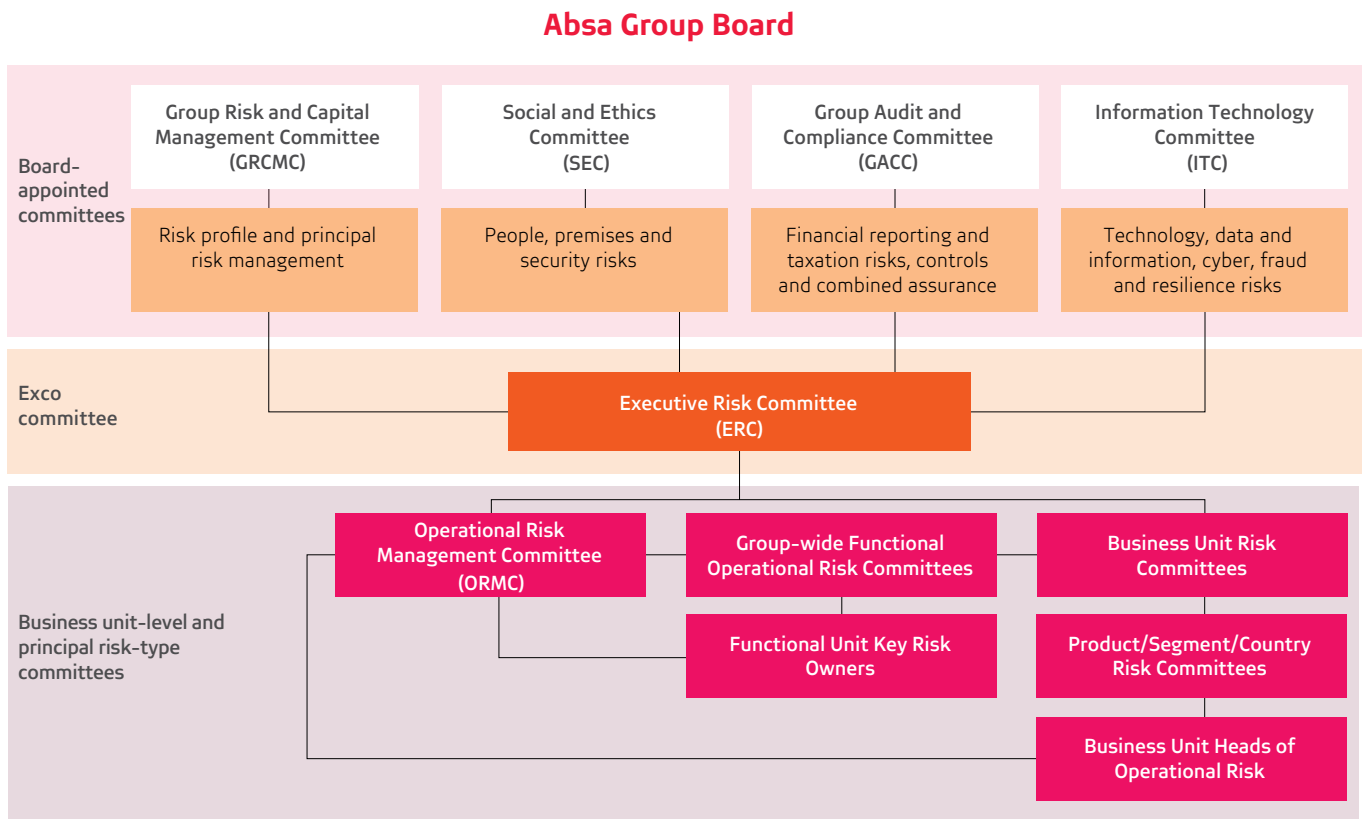 Absa Group Board
Board-
appointed
committees
Group Risk and Capital
Management Committee
(GRCMC)
Social and Ethics
Committee
(SEC)
Group Audit and
Compliance Committee
(GACC)
Information Technology
Committee
(ITC)
Risk profile and principal
risk management
People, premises and
security risks
Financial reporting and
taxation risks, controls
and combined assurance
Technology, data and
information, cyber, fraud
and resilience risks
Exco
committee
Executive Risk Committee
(ERC)
Business unit-level and
principal risk-type
committees
Operational Risk
Management Committee
(ORMC)
Group-wide Functional
Operational Risk Committees
Business Unit Risk
Committees
Functional Unit Key Risk
Owners
Product/Segment/Country
Risk Committees
Business Unit Heads of
Operational Risk